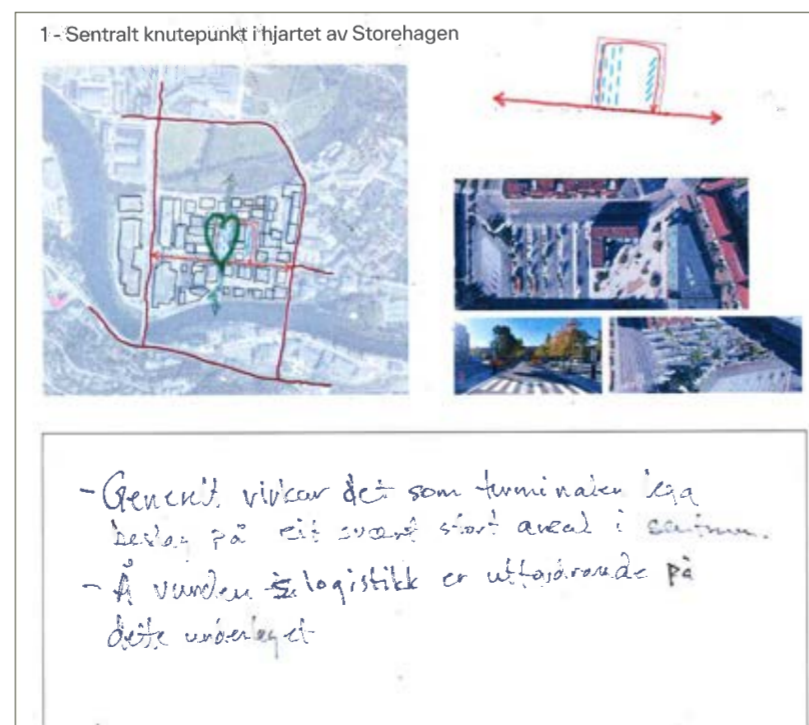 1 - Sentralt knutepunkt i hjartet av Storehagen
- Generelt virkar det som terminalen legg
beslag på eit svært stort areal i sentrum.
- Å vurdere logistikk er utfordrande på
dette underlaget